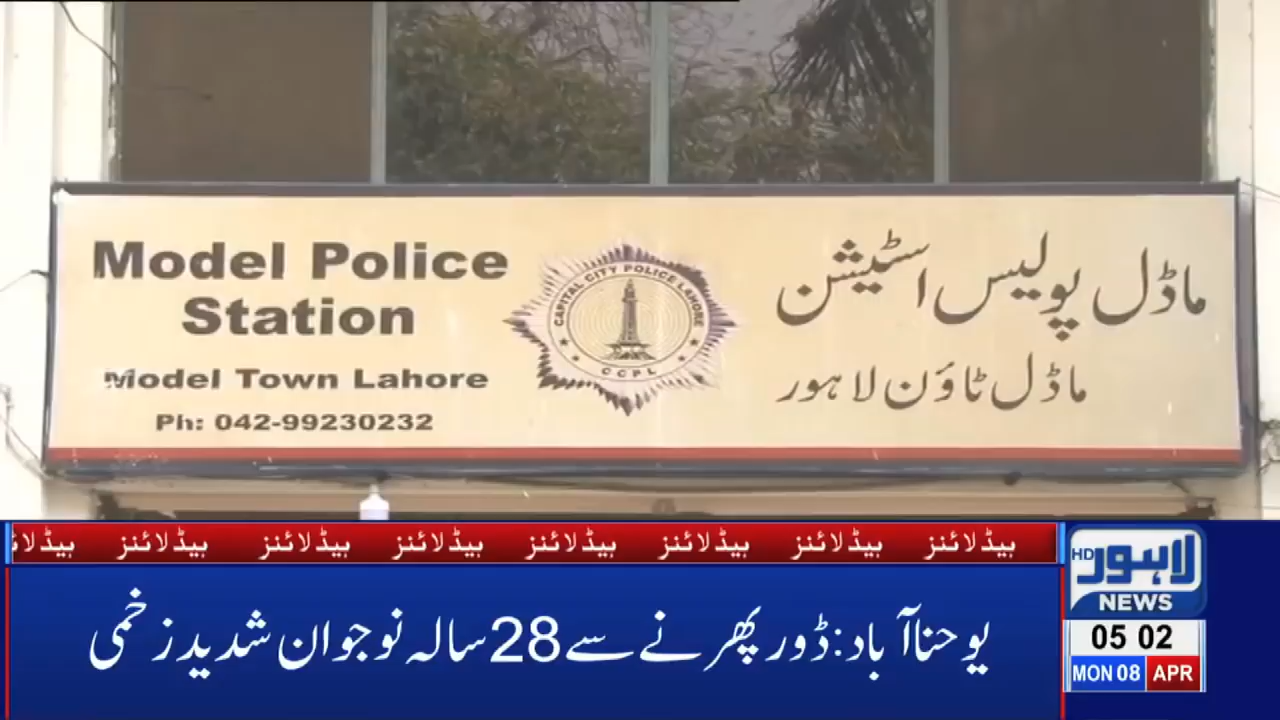 Model Police
Station
Model Town Lahore
Ph: 042-99230232
CAPITAL CITY POLICE LAHORE
CCPL
ماڈل پولیس اسٹیشن
ماڈل ٹاؤن لاہور
ہیڈلائنز ہیڈلائنز ہیڈلائنز ہیڈلائنز ہیڈلائنز ہیڈلائنز ہیڈلائنز
یوحنا آباد: ڈور پھرنے سے 28 سالہ نوجوان شدید زخمی
HD
لاہور
NEWS
05 02
MON 08 APR